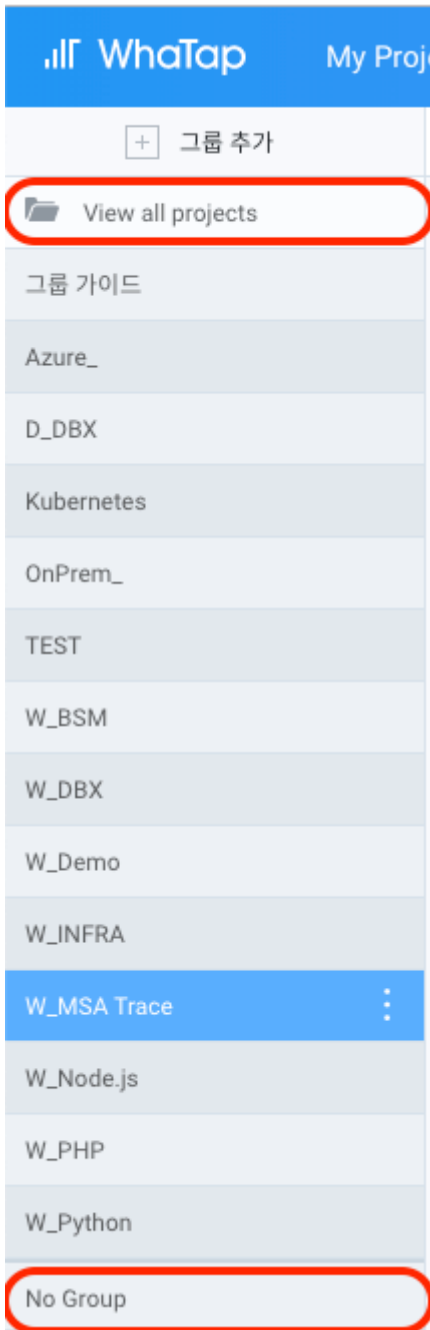 WhaTap My Proj
그룹 추가
View all projects
그룹 가이드
Azure_
D_DBX
Kubernetes
OnPrem_
TEST
W_BSM
W_DBX
W_Demo
W_INFRA
W_MSA Trace
W_Node.js
W_PHP
W_Python
No Group